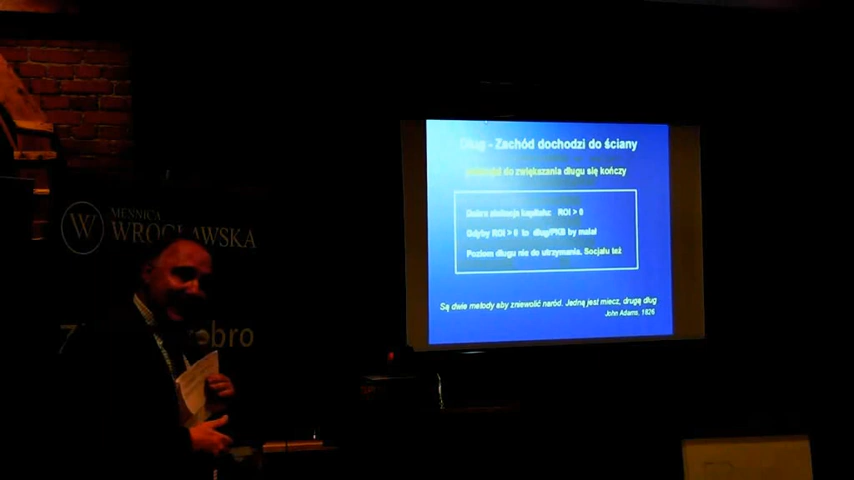 MENNICA
WROCŁAWSKA
Dług - Zachód dochodzi do ściany
do zwiększania długu się kończy
Dobra alokacja kapitału: ROI > 0
Gdyby ROI > 0 to dług/PKB by malał
Poziom długu nie do utrzymania. Socjału też
Są dwie metody aby zniewolić naród. Jedną jest miecz, drugą dług
John Adams, 1826